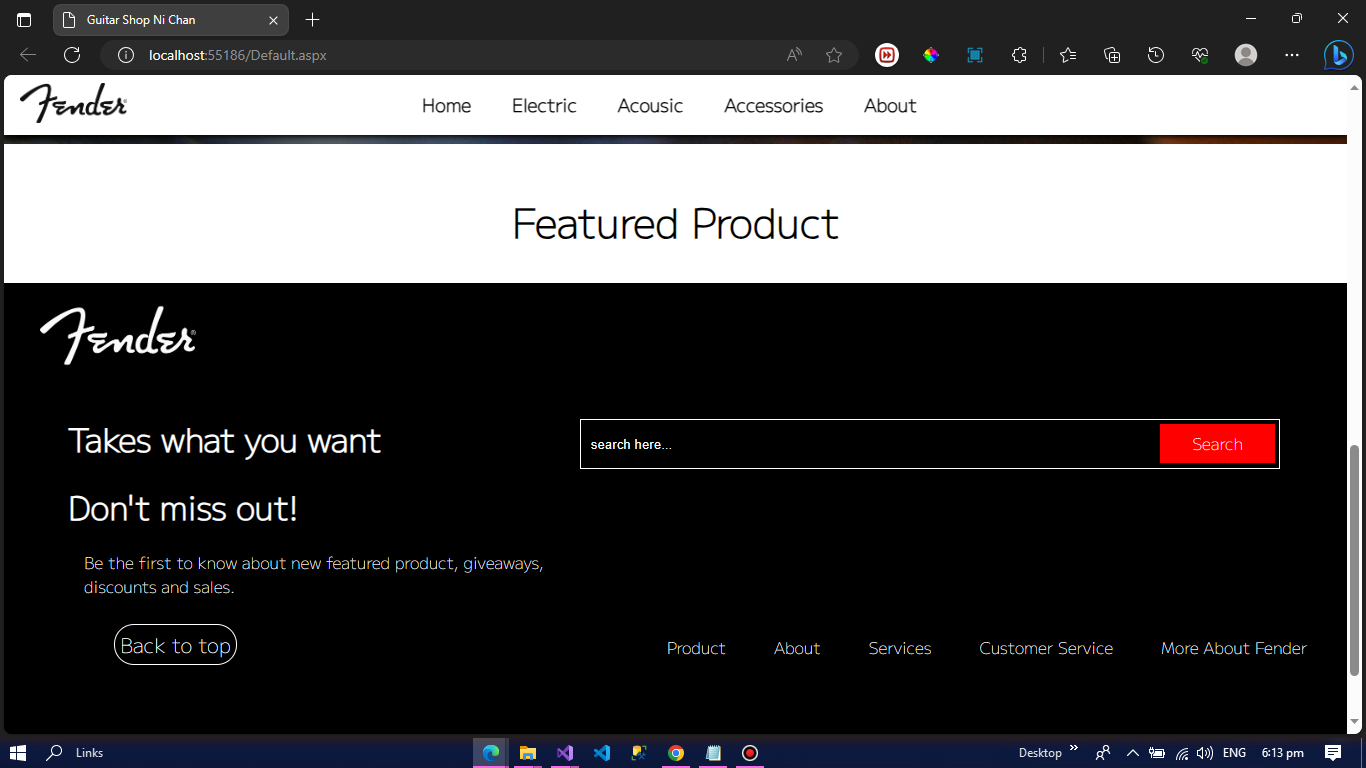 Guitar Shop Ni Chan
localhost:55186/Default.aspx
Fender
Home Electric Acousic Accessories About
Featured Product
Fender
Takes what you want
search here... Search
Don't miss out!
Be the first to know about new featured product, giveaways,
discounts and sales.
Back to top
Product About Services Customer Service More About Fender
Links Desktop ENG 6:13 pm